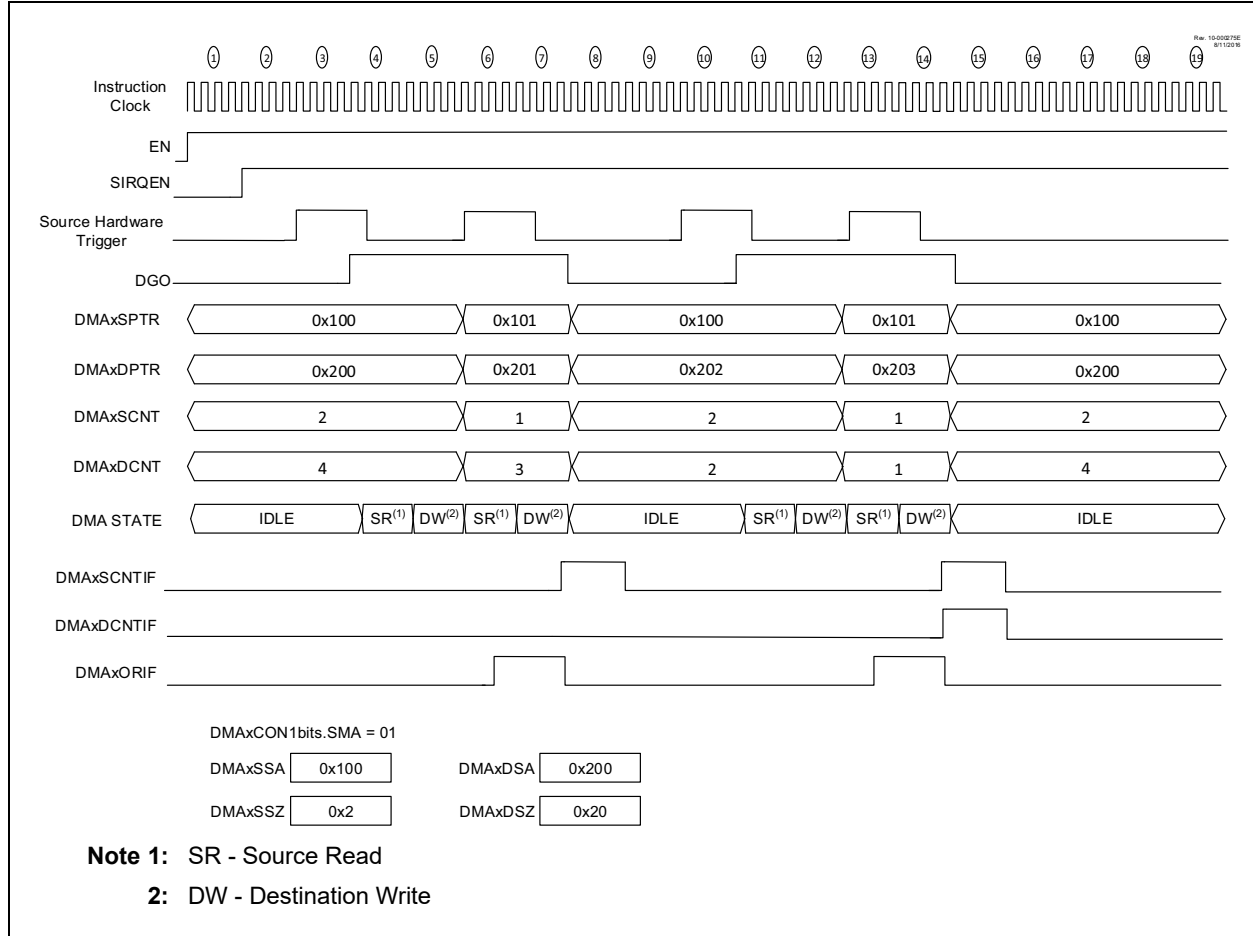 Rev. 10-000275E
8/11/2016
1 2 3 4 5 6 7 8 9 10 11 12 13 14 15 16 17 18 19
Instruction
Clock
EN
SIRQEN
Source Hardware
Trigger
DGO
DMAxSPTR 0x100 0x101 0x100 0x101 0x100
DMAxDPTR 0x200 0x201 0x202 0x203 0x200
DMAxSCNT 2 1 2 1 2
DMAxDCNT 4 3 2 1 4
DMA STATE IDLE SR(1) DW(2) SR(1) DW(2) IDLE SR(1) DW(2) SR(1) DW(2) IDLE
DMAxSCNTIF
DMAxDCNTIF
DMAxORIF
DMAxCON1bits.SMA = 01
DMAxSSA 0x100 DMAxDSA 0x200
DMAxSSZ 0x2 DMAxDSZ 0x20
Note 1: SR - Source Read
2: DW - Destination Write